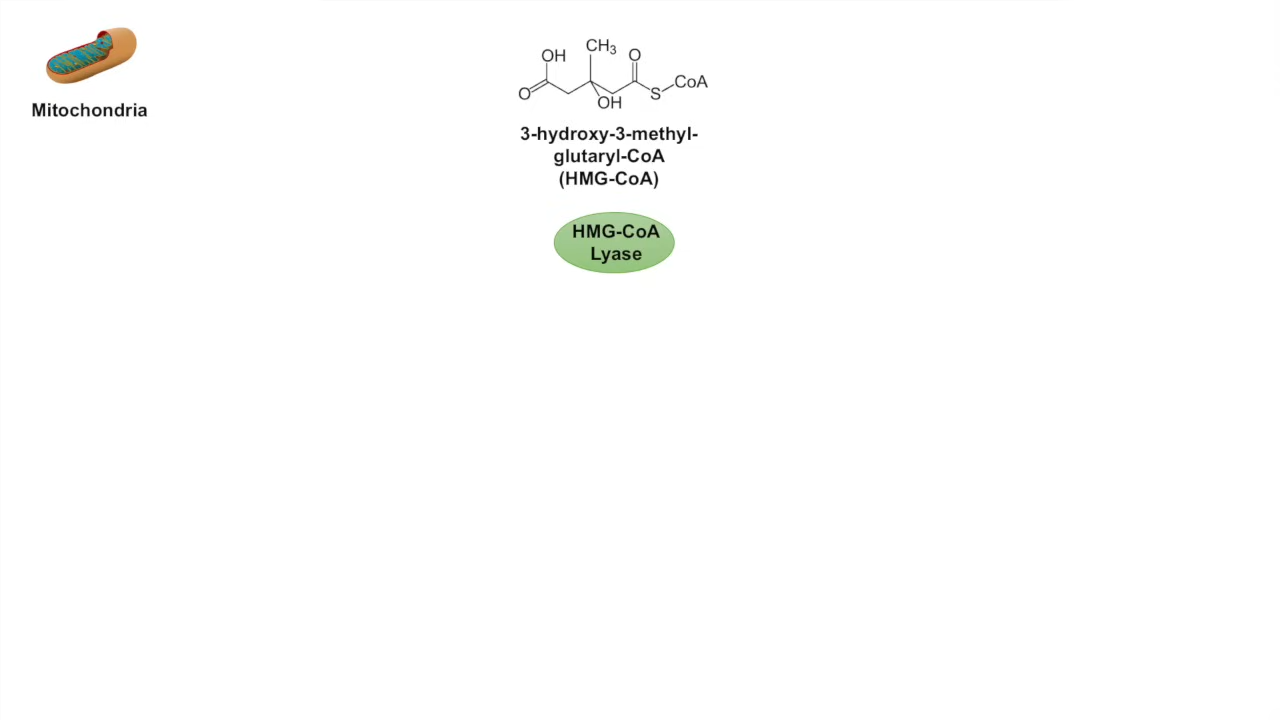 Mitochondria
OH
CH3
O
O
OH
S
CoA
3-hydroxy-3-methyl-
glutaryl-CoA
(HMG-CoA)
HMG-CoA
Lyase